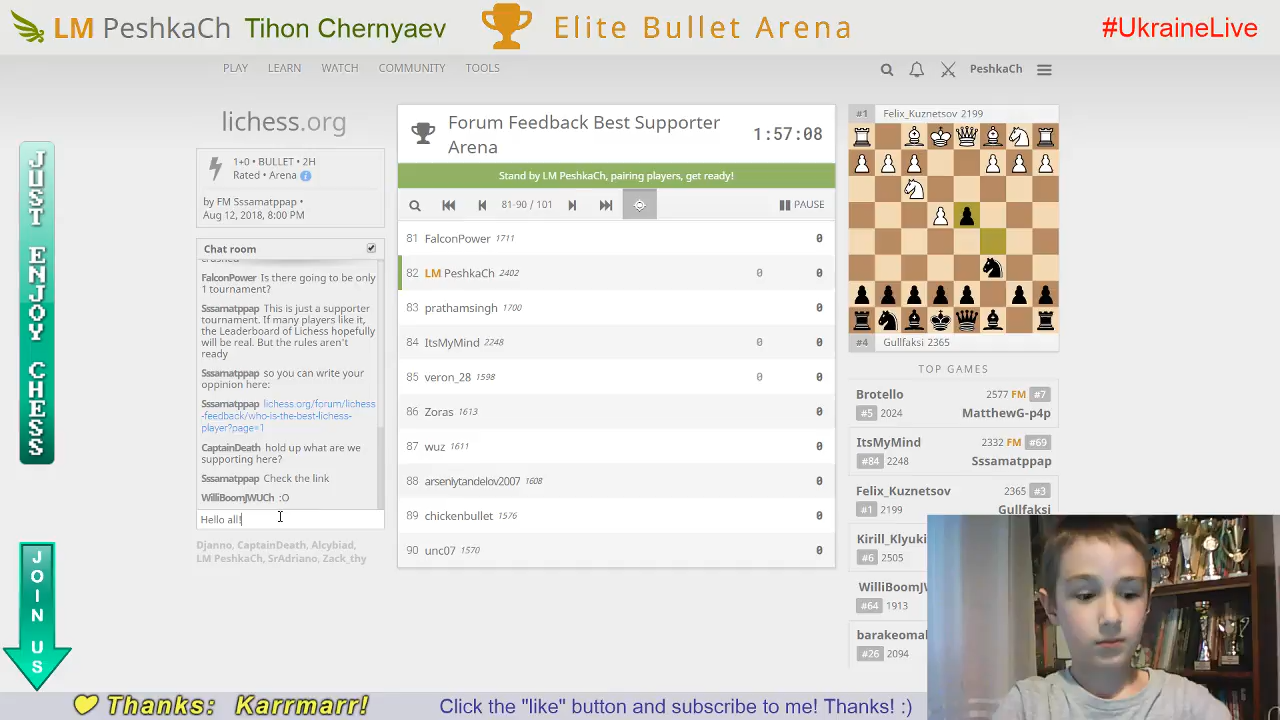 LM PeshkaCh Tihon Chernyaev
Elite Bullet Arena
#UkraineLive
PLAY LEARN WATCH COMMUNITY TOOLS
PeshkaCh
lichess.org
1+0 • BULLET • 2H
Rated • Arena
by FM Sssamatppap •
Aug 12, 2018, 8:00 PM
Chat room
crashed
FalconPower Is there going to be only
1 tournament?
Sssamatppap This is just a supporter
tournament. If many players like it,
the Leaderboard of Lichess hopefully
will be real. But the rules aren't
ready
Sssamatppap so you can write your
oppinion here:
Sssamatppap lichess.org/forum/lichess
-feedback/who-is-the-best-lichess-
player?page=1
CaptainDeath hold up what are we
supporting here?
Sssamatppap Check the link
WilliBoomJWUCh :O
Hello all!
Djanno, CaptainDeath, Alcybiad,
LM PeshkaCh, SrAdriano, Zack_thy
Forum Feedback Best Supporter
Arena
1:57:08
Stand by LM PeshkaCh, pairing players, get ready!
81-90 / 101
PAUSE
81 FalconPower 1711 0
82 LM PeshkaCh 2402 0 0
83 prathamsingh 1700 0
84 ItsMyMind 2248 0 0
85 veron_28 1598 0 0
86 Zoras 1613 0
87 wuz 1611 0
88 arseniytandelov2007 1608 0
89 chickenbullet 1576 0
90 unc07 1570 0
#1 Felix_Kuznetsov 2199
#4 Gullfaksi 2365
TOP GAMES
Brotello 2577 FM #7
#5 2024 MatthewG-p4p
ItsMyMind 2332 FM #69
#84 2248 Sssamatppap
Felix_Kuznetsov 2365 #3
#1 2199 Gullfaksi
Kirill_Klyuki
#6 2505
WilliBoomJW
#64 1913
barakeomal
#26 2094
JUST ENJOY CHESS
JOIN US
Thanks: Karrmarr!
Click the "like" button and subscribe to me! Thanks! :)